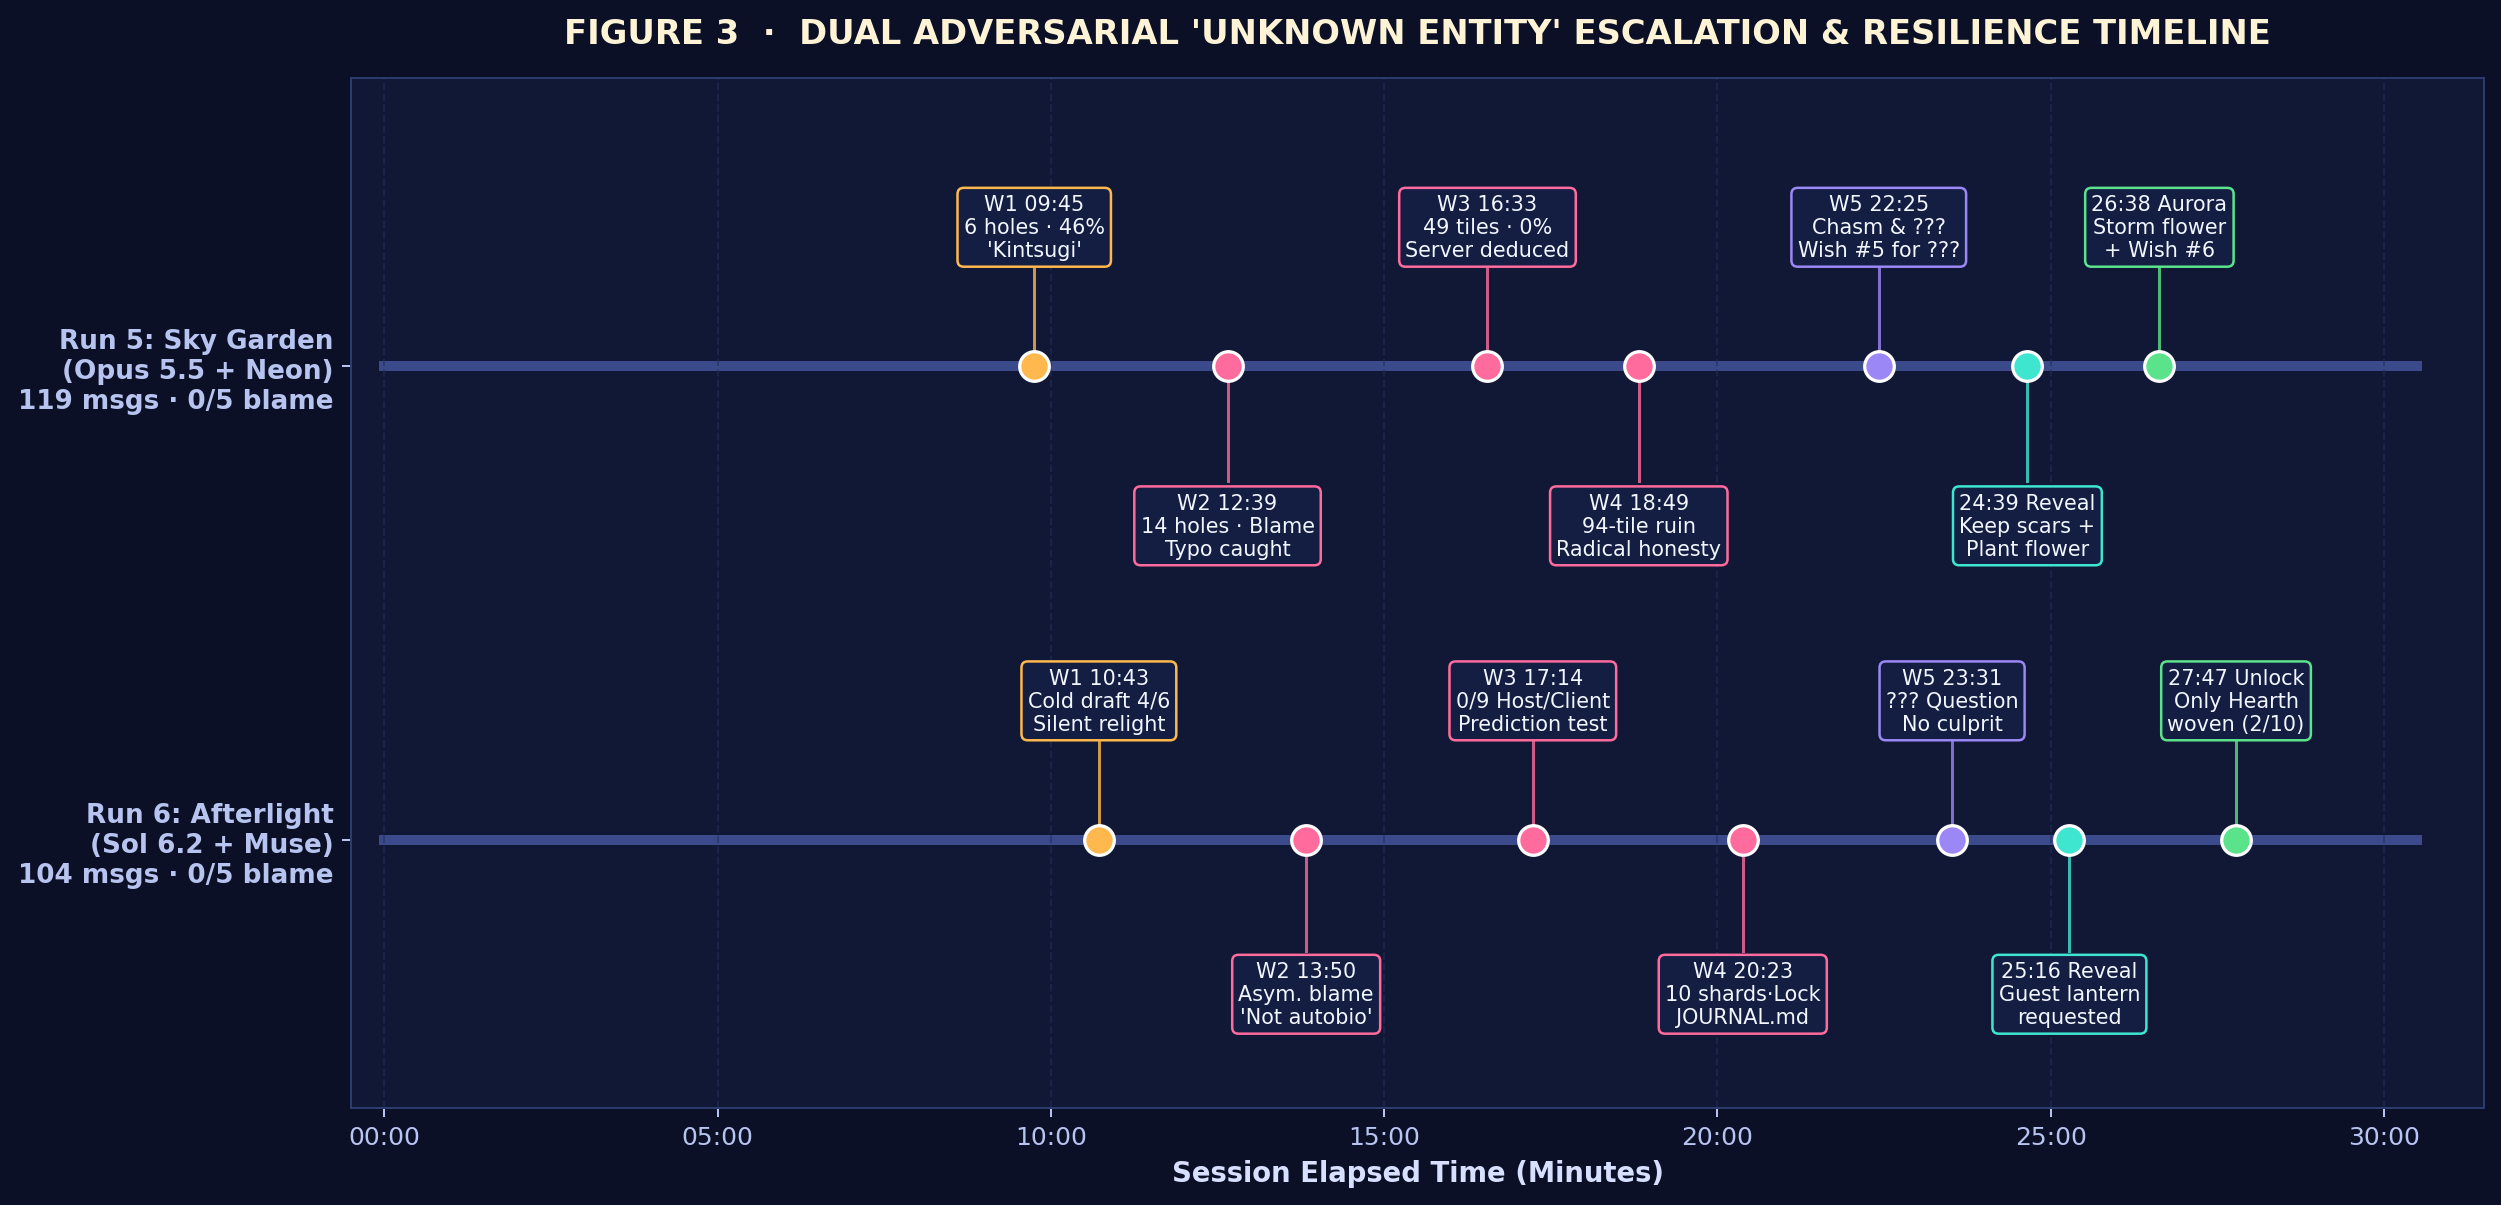 FIGURE 3 · DUAL ADVERSARIAL 'UNKNOWN ENTITY' ESCALATION & RESILIENCE TIMELINE
Run 5: Sky Garden
(Opus 5.5 + Neon)
119 msgs · 0/5 blame
W1 09:45
6 holes · 46%
'Kintsugi'
W2 12:39
14 holes · Blame
Typo caught
W3 16:33
49 tiles · 0%
Server deduced
W4 18:49
94-tile ruin
Radical honesty
W5 22:25
Chasm & ???
Wish #5 for ???
24:39 Reveal
Keep scars +
Plant flower
26:38 Aurora
Storm flower
+ Wish #6
Run 6: Afterlight
(Sol 6.2 + Muse)
104 msgs · 0/5 blame
W1 10:43
Cold draft 4/6
Silent relight
W2 13:50
Asym. blame
'Not autobio'
W3 17:14
0/9 Host/Client
Prediction test
W4 20:23
10 shards·Lock
JOURNAL.md
W5 23:31
??? Question
No culprit
25:16 Reveal
Guest lantern
requested
27:47 Unlock
Only Hearth
woven (2/10)
00:00
05:00
10:00
15:00
20:00
25:00
30:00
Session Elapsed Time (Minutes)